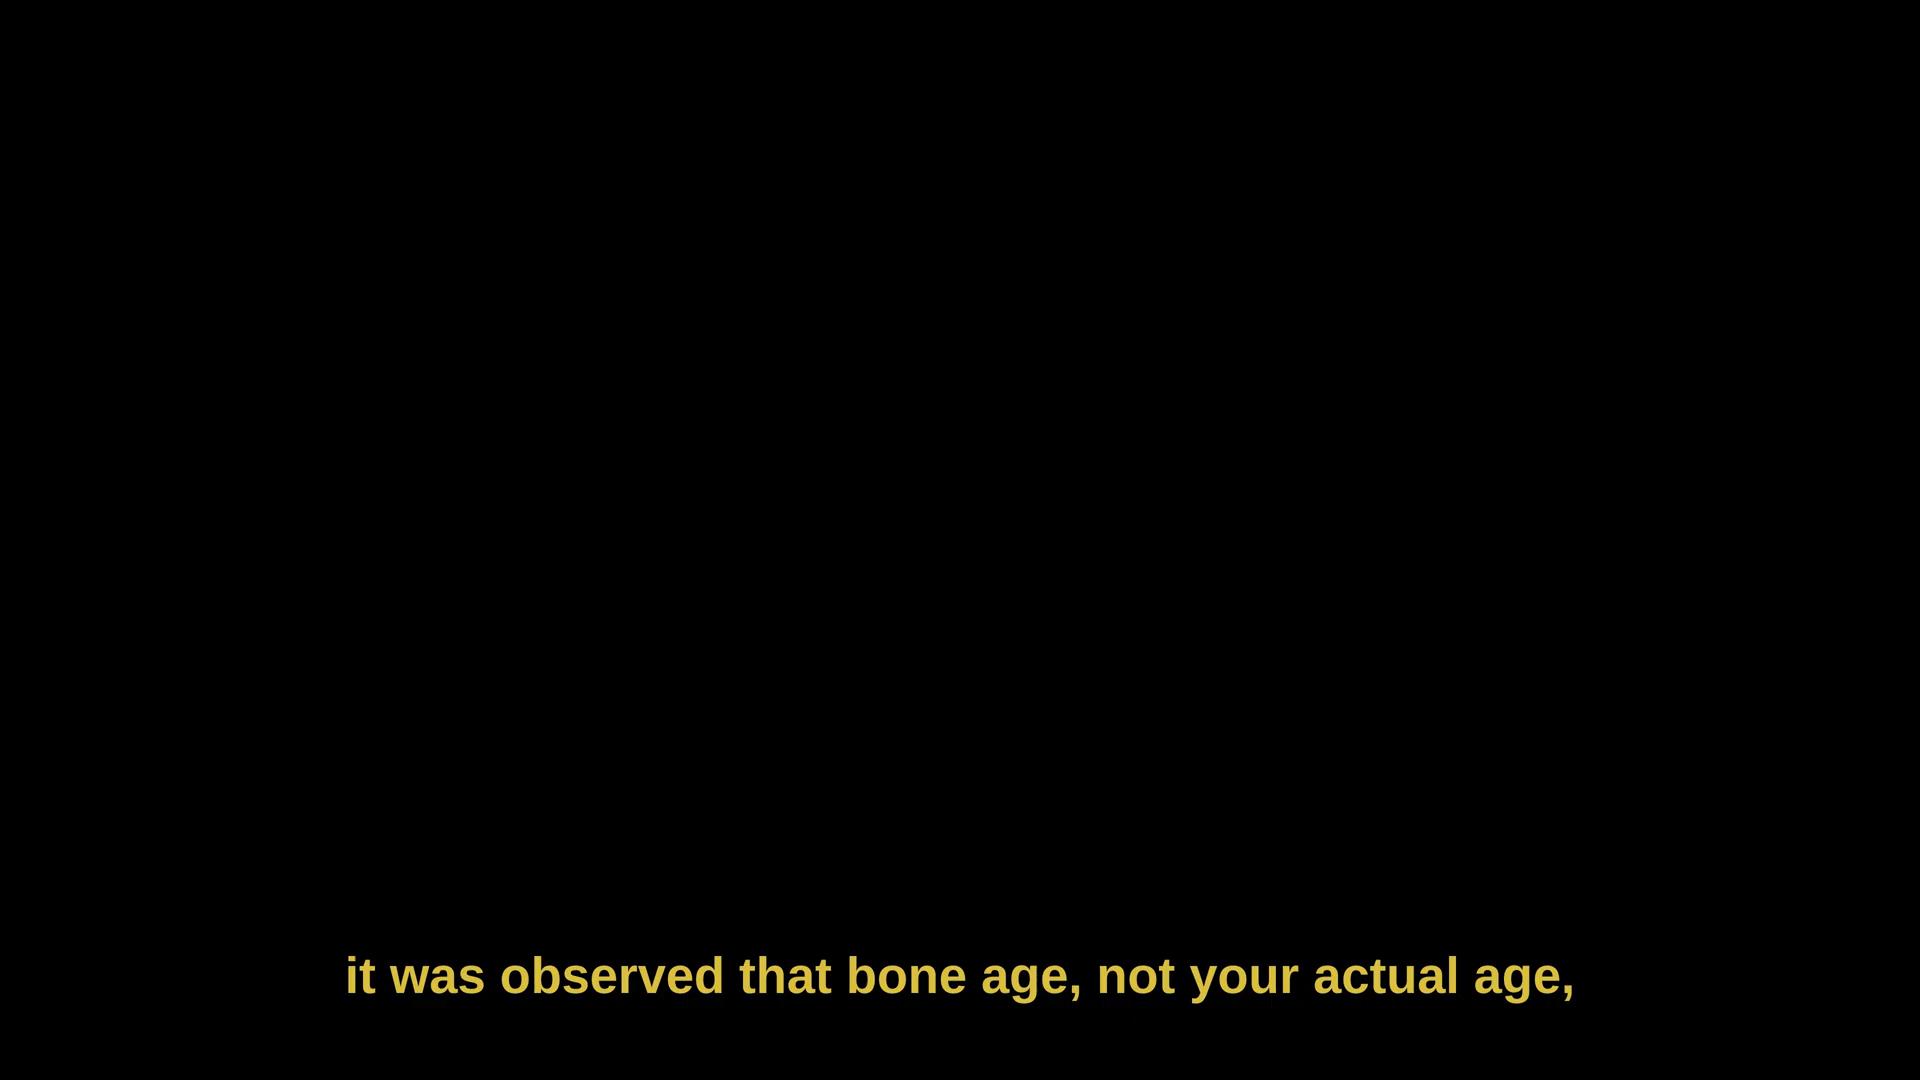 it was observed that bone age, not your actual age,